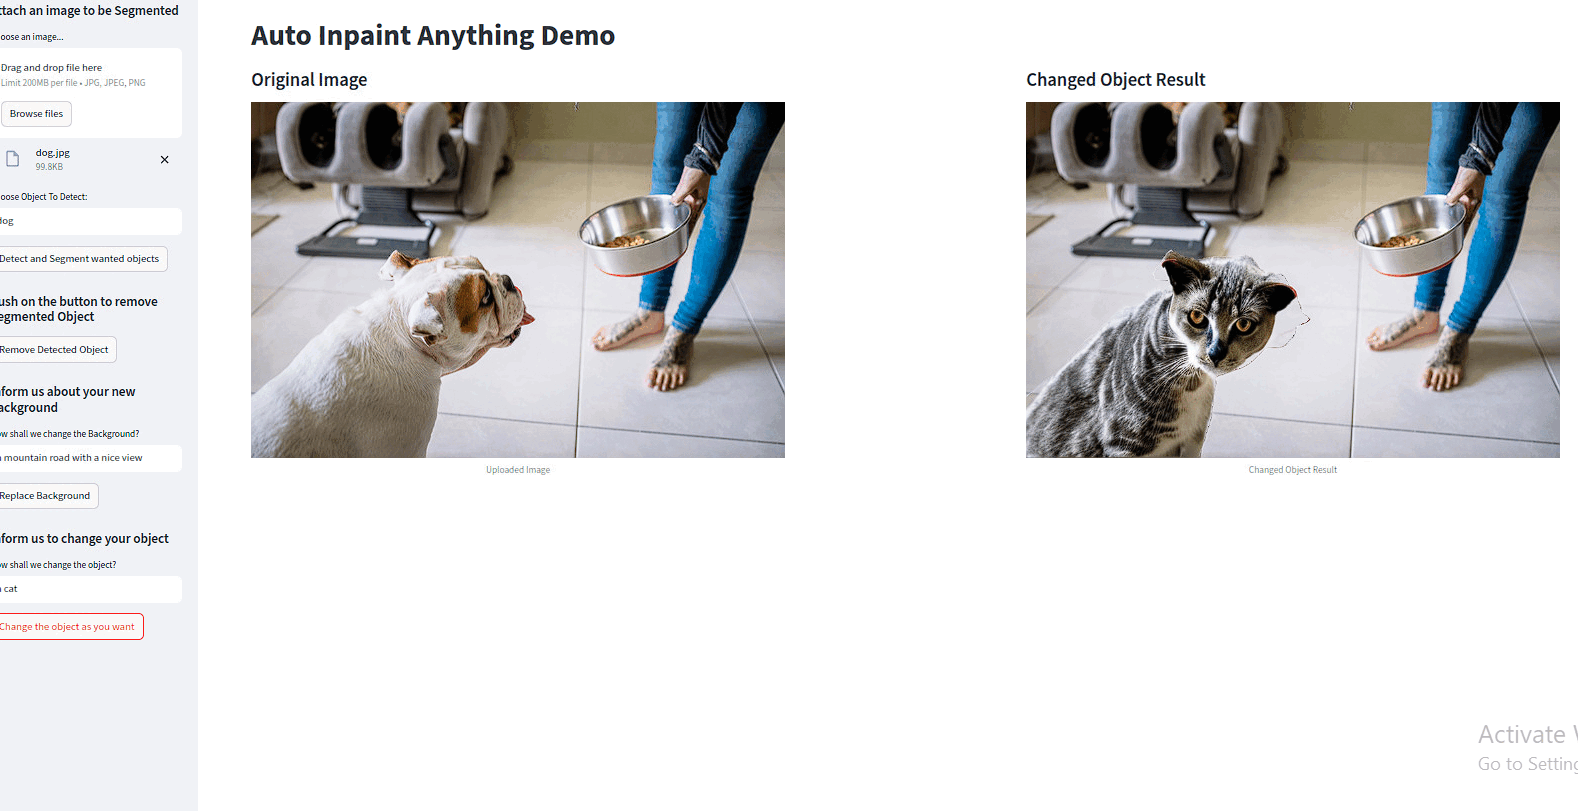 ttach an image to be Segmented
oose an image...
Drag and drop file here
Limit 200MB per file • JPG, JPEG, PNG
Browse files
dog.jpg
99.8KB
oose Object To Detect:
dog
Detect and Segment wanted objects
ush on the button to remove
egmented Object
Remove Detected Object
form us about your new
ackground
ow shall we change the Background?
a mountain road with a nice view
Replace Background
form us to change your object
ow shall we change the object?
a cat
Change the object as you want
Auto Inpaint Anything Demo
Original Image
Uploaded Image
Changed Object Result
Changed Object Result
Activate W
Go to Setting